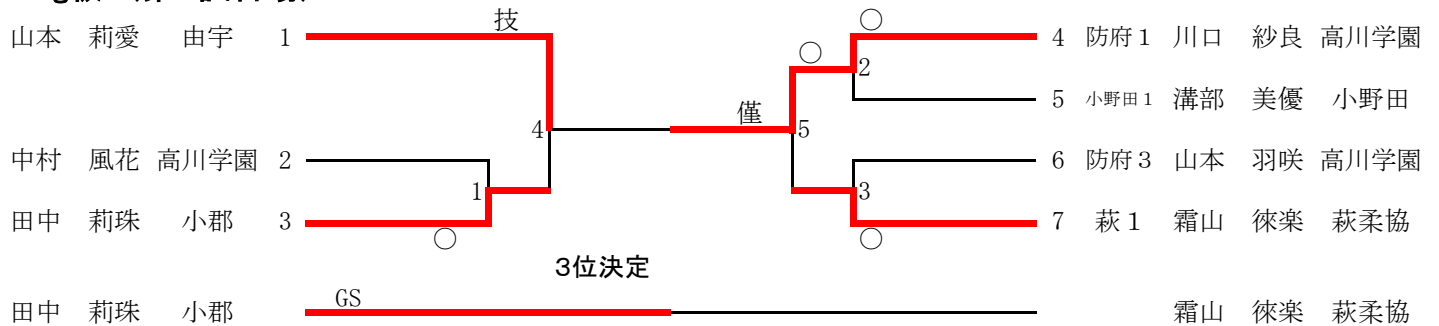 技 ○
山本 莉愛 由宇 1 4 防府1 川口 紗良 高川学園
○ 2
5 小野田1 溝部 美優 小野田
僅
4 5
中村 風花 高川学園 2 6 防府3 山本 羽咲 高川学園
1 3
田中 莉珠 小郡 3 7 萩1 霜山 徠楽 萩柔協
○ ○
3位決定
GS
田中 莉珠 小郡 霜山 徠楽 萩柔協